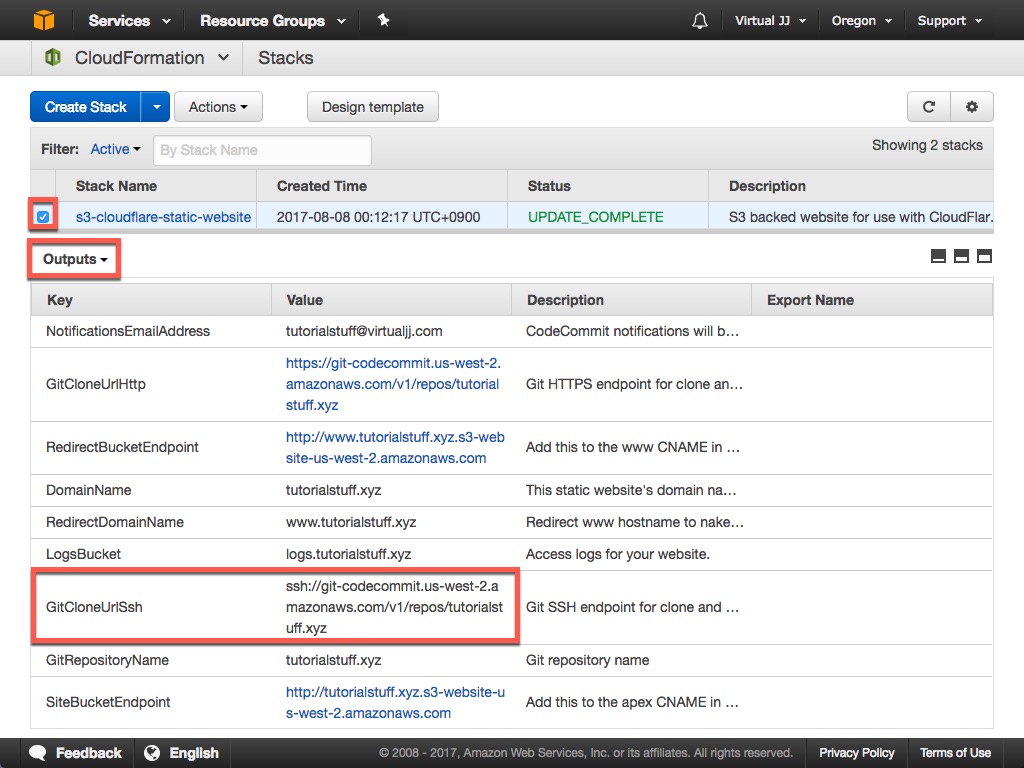 Services Resource Groups Virtual JJ Oregon Support
CloudFormation Stacks
Create Stack Actions Design template
Filter: Active By Stack Name Showing 2 stacks
Stack Name Created Time Status Description
s3-cloudflare-static-website 2017-08-08 00:12:17 UTC+0900 UPDATE_COMPLETE S3 backed website for use with CloudFlar.
Outputs
Key Value Description Export Name
NotificationsEmailAddress tutorialstuff@virtualjj.com CodeCommit notifications will b…
https://git-codecommit.us-west-2.
GitCloneUrlHttp amazonaws.com/v1/repos/tutorial Git HTTPS endpoint for clone an…
stuff.xyz
http://www.tutorialstuff.xyz.s3-web
RedirectBucketEndpoint Add this to the www CNAME in …
site-us-west-2.amazonaws.com
DomainName tutorialstuff.xyz This static website's domain na…
RedirectDomainName www.tutorialstuff.xyz Redirect www hostname to nake…
LogsBucket logs.tutorialstuff.xyz Access logs for your website.
ssh://git-codecommit.us-west-2.a
GitCloneUrlSsh mazonaws.com/v1/repos/tutorialst Git SSH endpoint for clone and …
uff.xyz
GitRepositoryName tutorialstuff.xyz Git repository name
http://tutorialstuff.xyz.s3-website-u
SiteBucketEndpoint Add this to the apex CNAME in …
s-west-2.amazonaws.com
Feedback English © 2008 - 2017, Amazon Web Services, Inc. or its affiliates. All rights reserved. Privacy Policy Terms of Use